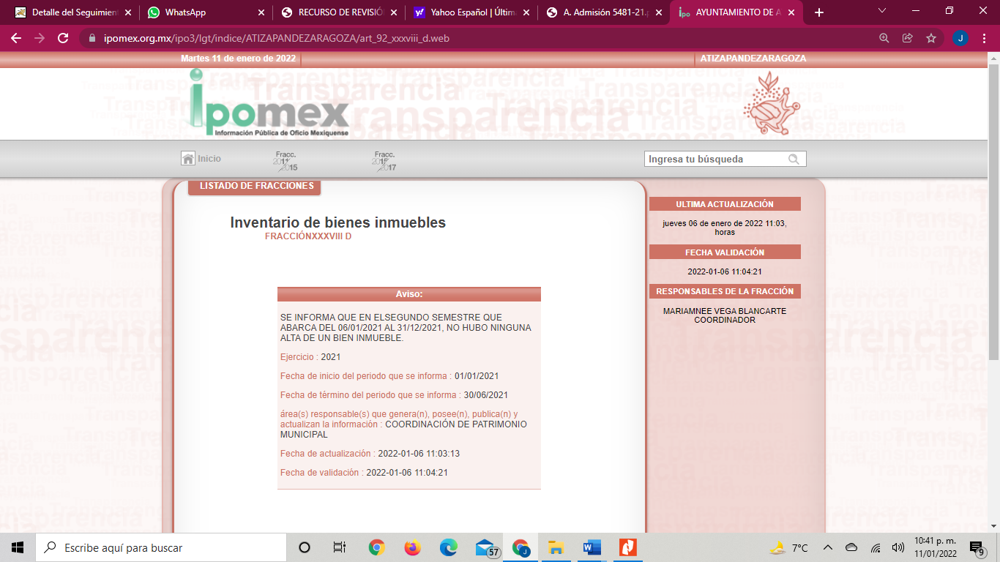 Detalle del Seguimient
WhatsApp
RECURSO DE REVISIÓ
Yahoo Español | Últim
A. Admisión 5481-21.p
AYUNTAMIENTO DE A
ipomex.org.mx/ipo3/lgt/indice/ATIZAPANDEZARAGOZA/art_92_xxxviii_d.web
J
Martes 11 de enero de 2022
ATIZAPANDEZARAGOZA
Transparencia
ipomex
Información Pública de Oficio Mexiquense
Inicio
Fracc.
2015
Fracc.
2017
Ingresa tu búsqueda
LISTADO DE FRACCIONES
Inventario de bienes inmuebles
FRACCIÓNXXXVIII D
Aviso:
SE INFORMA QUE EN ELSEGUNDO SEMESTRE QUE
ABARCA DEL 06/01/2021 AL 31/12/2021, NO HUBO NINGUNA
ALTA DE UN BIEN INMUEBLE.
Ejercicio : 2021
Fecha de inicio del periodo que se informa : 01/01/2021
Fecha de término del periodo que se informa : 30/06/2021
área(s) responsable(s) que genera(n), posee(n), publica(n) y
actualizan la información : COORDINACIÓN DE PATRIMONIO
MUNICIPAL
Fecha de actualización : 2022-01-06 11:03:13
Fecha de validación : 2022-01-06 11:04:21
ULTIMA ACTUALIZACIÓN
jueves 06 de enero de 2022 11:03,
horas
FECHA VALIDACIÓN
2022-01-06 11:04:21
RESPONSABLES DE LA FRACCIÓN
MARIAMNEE VEGA BLANCARTE
COORDINADOR
Escribe aquí para buscar
57
7°C
10:41 p. m.
11/01/2022
9